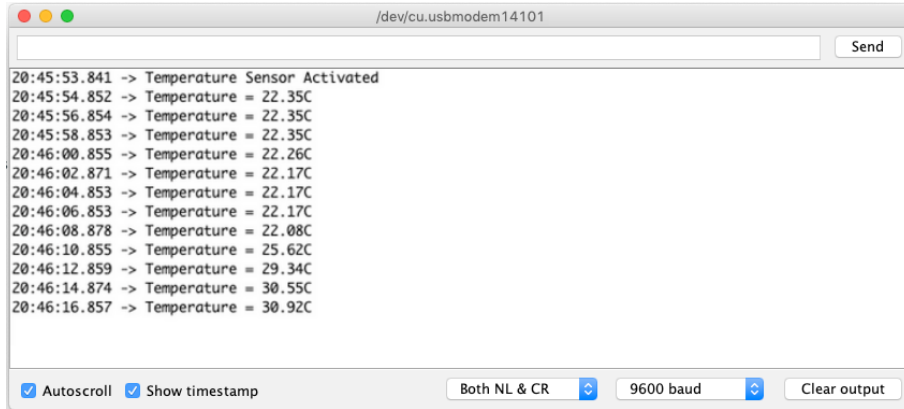 /dev/cu.usbmodem14101
Send
20:45:53.841 -> Temperature Sensor Activated
20:45:54.852 -> Temperature = 22.35C
20:45:56.854 -> Temperature = 22.35C
20:45:58.853 -> Temperature = 22.35C
20:46:00.855 -> Temperature = 22.26C
20:46:02.871 -> Temperature = 22.17C
20:46:04.853 -> Temperature = 22.17C
20:46:06.853 -> Temperature = 22.17C
20:46:08.878 -> Temperature = 22.08C
20:46:10.855 -> Temperature = 25.62C
20:46:12.859 -> Temperature = 29.34C
20:46:14.874 -> Temperature = 30.55C
20:46:16.857 -> Temperature = 30.92C
Autoscroll Show timestamp Both NL & CR 9600 baud Clear output